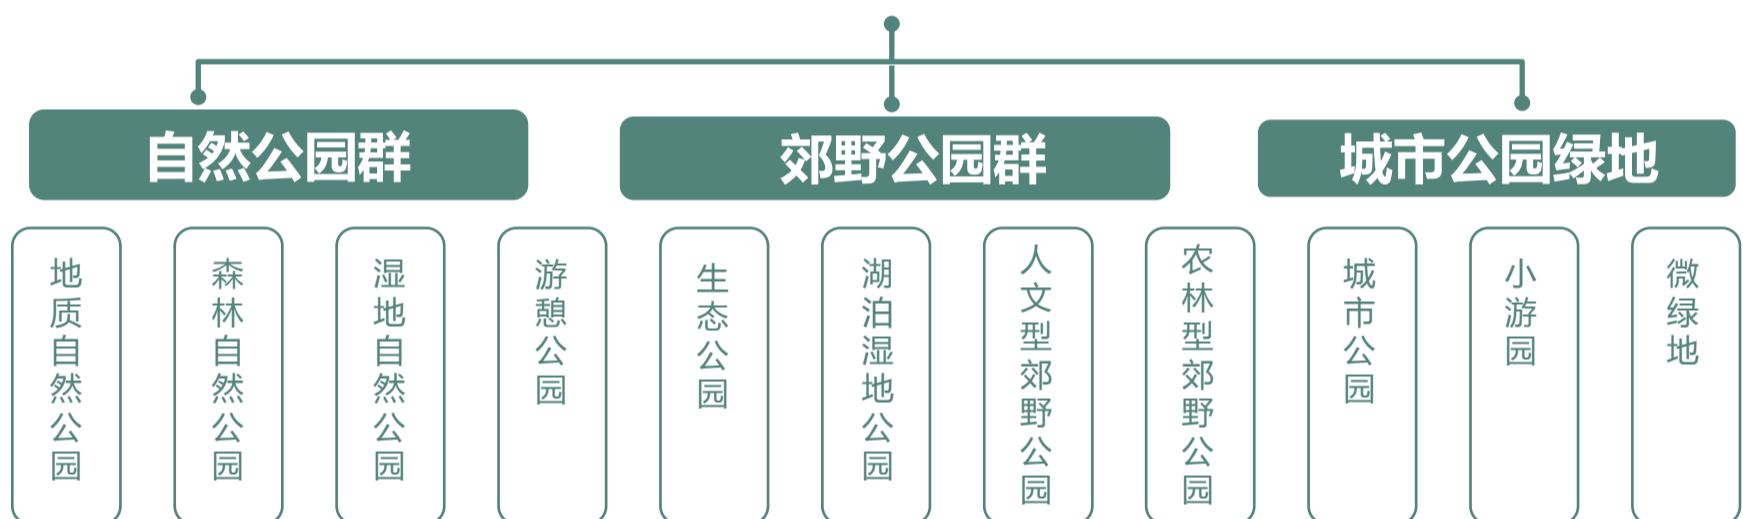 自然公园群
郊野公园群
城市公园绿地
地质自然公园
森林自然公园
湿地自然公园
游憩公园
生态公园
湖泊湿地公园
人文型郊野公园
农林型郊野公园
城市公园
小游园
微绿地